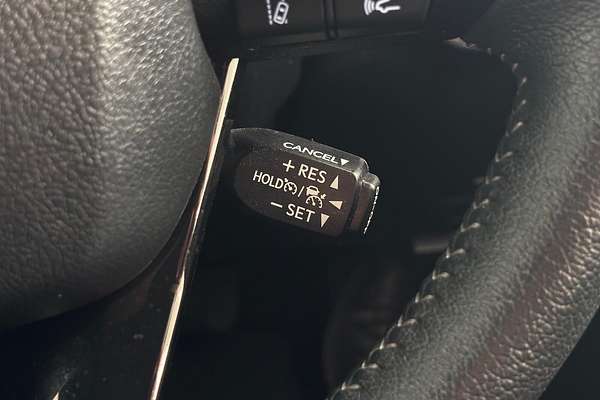 CANCEL
+ RES
HOLD /
- SET